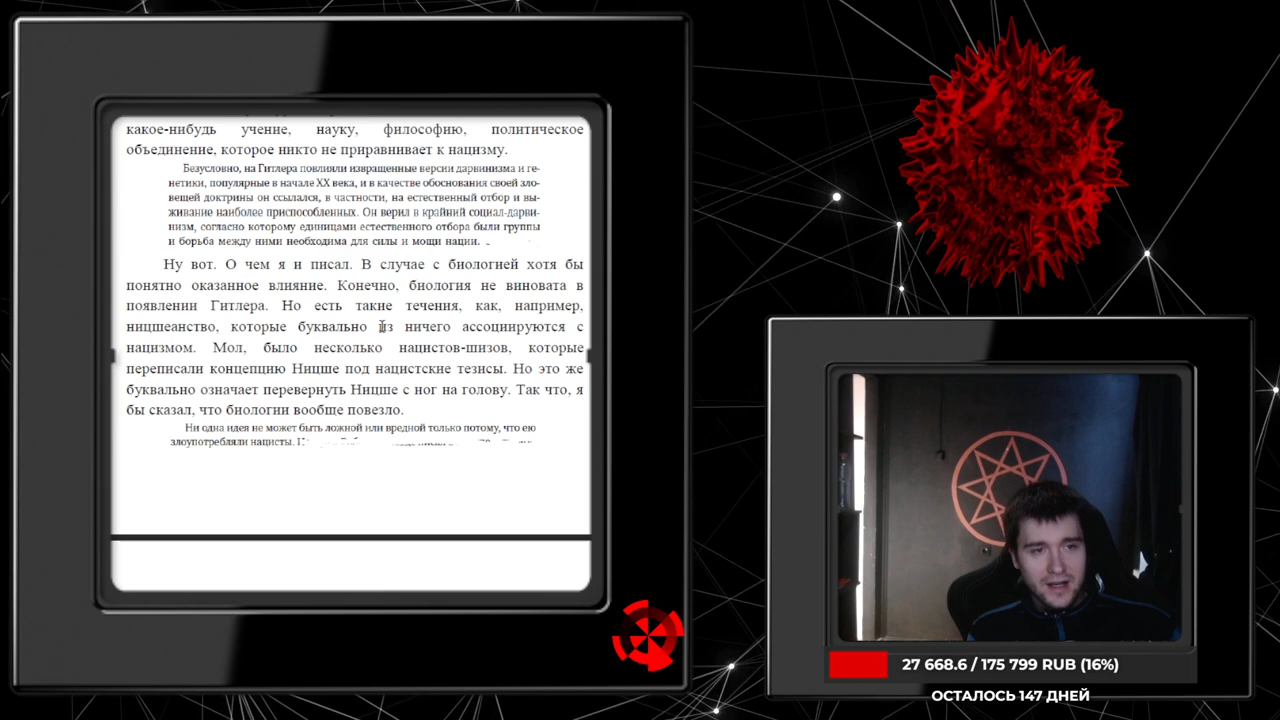 какое-нибудь учение, науку, философию, политическое
объединение, которое никто не приравнивает к нацизму.
Безусловно, на Гитлера повлияли извращенные версии дарвинизма и ге-
нетики, популярные в начале XX века, и в качестве обоснования своей зло-
вещей доктрины он ссылался, в частности, на естественный отбор и вы-
живание наиболее приспособленных. Он верил в крайний социал-дарви-
низм, согласно которому единицами естественного отбора были группы
и борьба между ними необходима для силы и мощи нации.
Ну вот. О чем я и писал. В случае с биологией хотя бы
понятно оказанное влияние. Конечно, биология не виновата в
появлении Гитлера. Но есть такие течения, как, например,
ницшеанство, которые буквально из ничего ассоциируются с
нацизмом. Мол, было несколько нацистов-шизов, которые
переписали концепцию Ницше под нацистские тезисы. Но это же
буквально означает перевернуть Ницше с ног на голову. Так что, я
бы сказал, что биологии вообще повезло.
Ни одна идея не может быть ложной или вредной только потому, что ею
злоупотребляли нацисты.
27 668.6 / 175 799 RUB (16%)
ОСТАЛОСЬ 147 ДНЕЙ